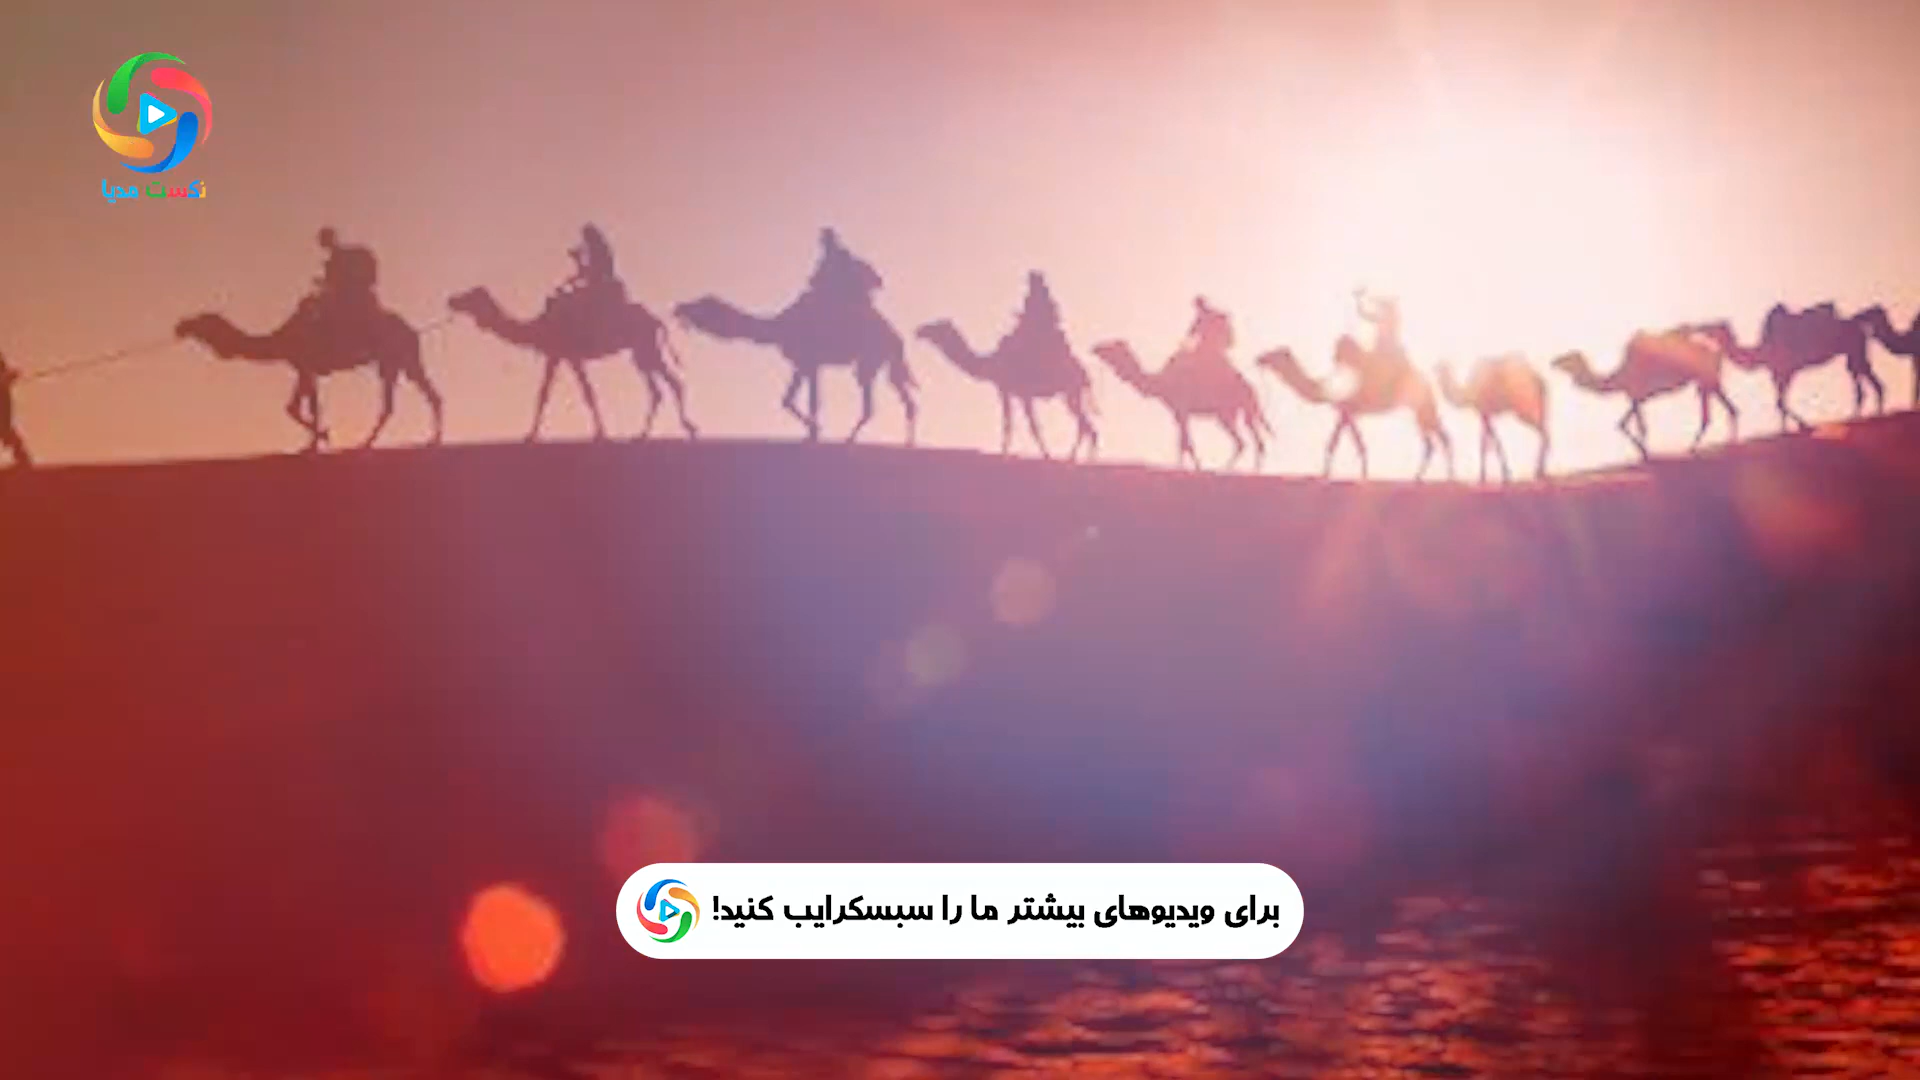 نکست مدیا
برای ویدیوهای بیشتر ما را سبسکرایب کنید!